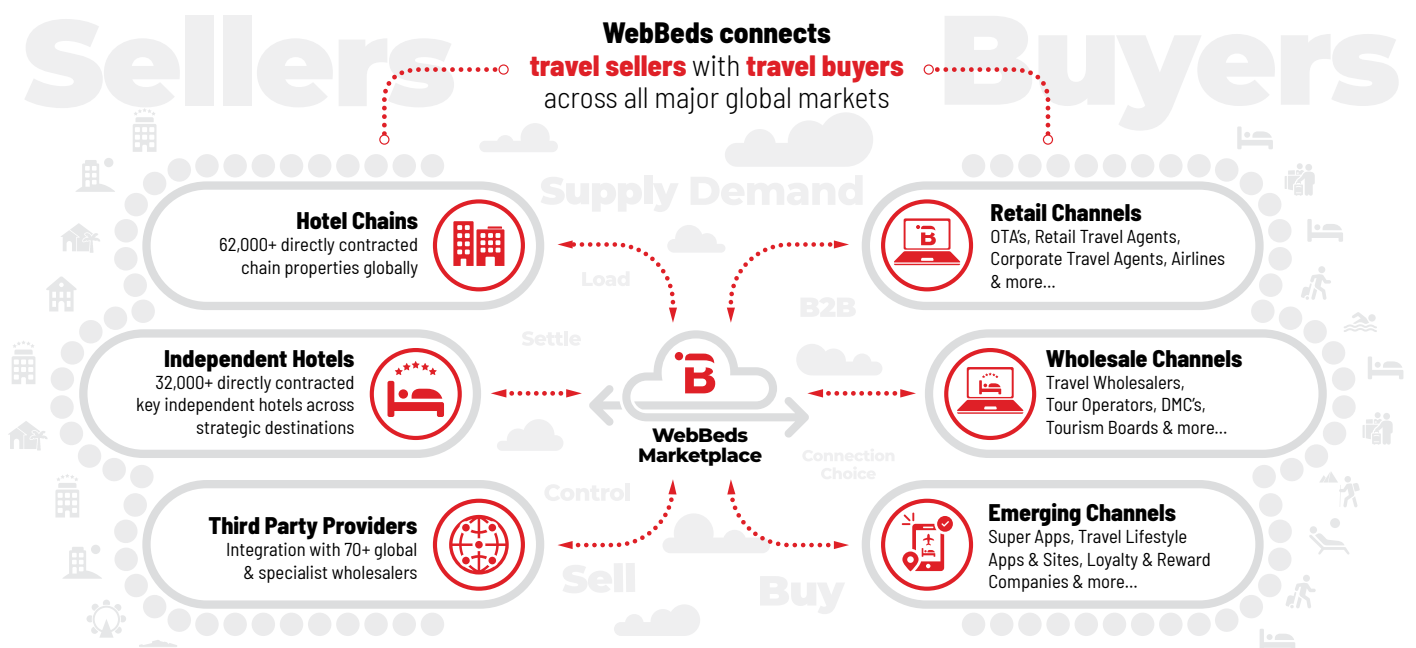 Sellers
Buyers
WebBeds connects
travel sellers with travel buyers
across all major global markets
Supply Demand
Hotel Chains
62,000+ directly contracted
chain properties globally
Independent Hotels
32,000+ directly contracted
key independent hotels across
strategic destinations
Third Party Providers
Integration with 70+ global
& specialist wholesalers
Load
Settle
B2B
B
WebBeds
Marketplace
Connection
Choice
Control
Sell
Buy
B
Retail Channels
OTA's, Retail Travel Agents,
Corporate Travel Agents, Airlines
& more...
Wholesale Channels
Travel Wholesalers,
Tour Operators, DMC's,
Tourism Boards & more...
Emerging Channels
Super Apps, Travel Lifestyle
Apps & Sites, Loyalty & Reward
Companies & more...